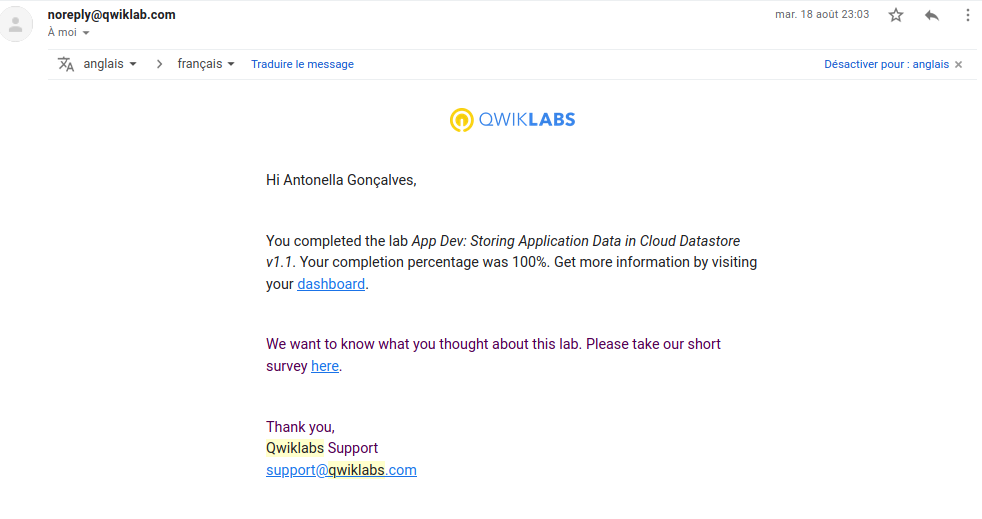 noreply@qwiklab.com
mar. 18 août 23:03
À moi
anglais > français Traduire le message
Désactiver pour : anglais ×
QWIKLABS
Hi Antonella Gonçalves,
You completed the lab App Dev: Storing Application Data in Cloud Datastore
v1.1. Your completion percentage was 100%. Get more information by visiting
your dashboard.
We want to know what you thought about this lab. Please take our short
survey here.
Thank you,
Qwiklabs Support
support@qwiklabs.com